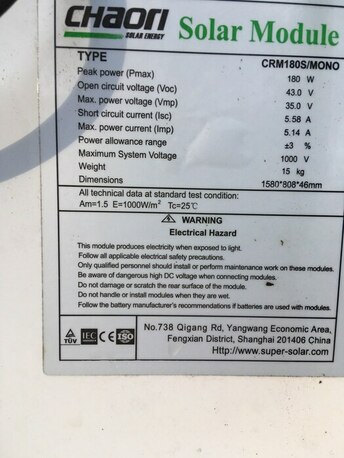 CHAORI Solar Module
SOLAR ENERGY
TYPE CRM180S/MONO
Peak power (Pmax) 180 W
Open circuit voltage (Voc) 43.0 V
Max. power voltage (Vmp) 35.0 V
Short circuit current (Isc) 5.58 A
Max. power current (Imp) 5.14 A
Power allowance range ±3 %
Maximum System Voltage 1000 V
Weight 15 kg
Dimensions 1580*808*46mm
All technical data at standard test condition:
Am=1.5 E=1000W/m² Tc=25℃
WARNING
Electrical Hazard
This module produces electricity when exposed to light.
Follow all applicable electrical safety precautions.
Only qualified personnel should install or perform maintenance work on these modules.
Be aware of dangerous high DC voltage when connecting modules.
Do not damage or scratch the rear surface of the module.
Do not handle or install modules when they are wet.
Follow the battery manufacturer's recommendations if batteries are used with modules.
TÜV IEC CE ISO
No.738 Qigang Rd, Yangwang Economic Area,
Fengxian District, Shanghai 201406 China
Http://www.super-solar.com